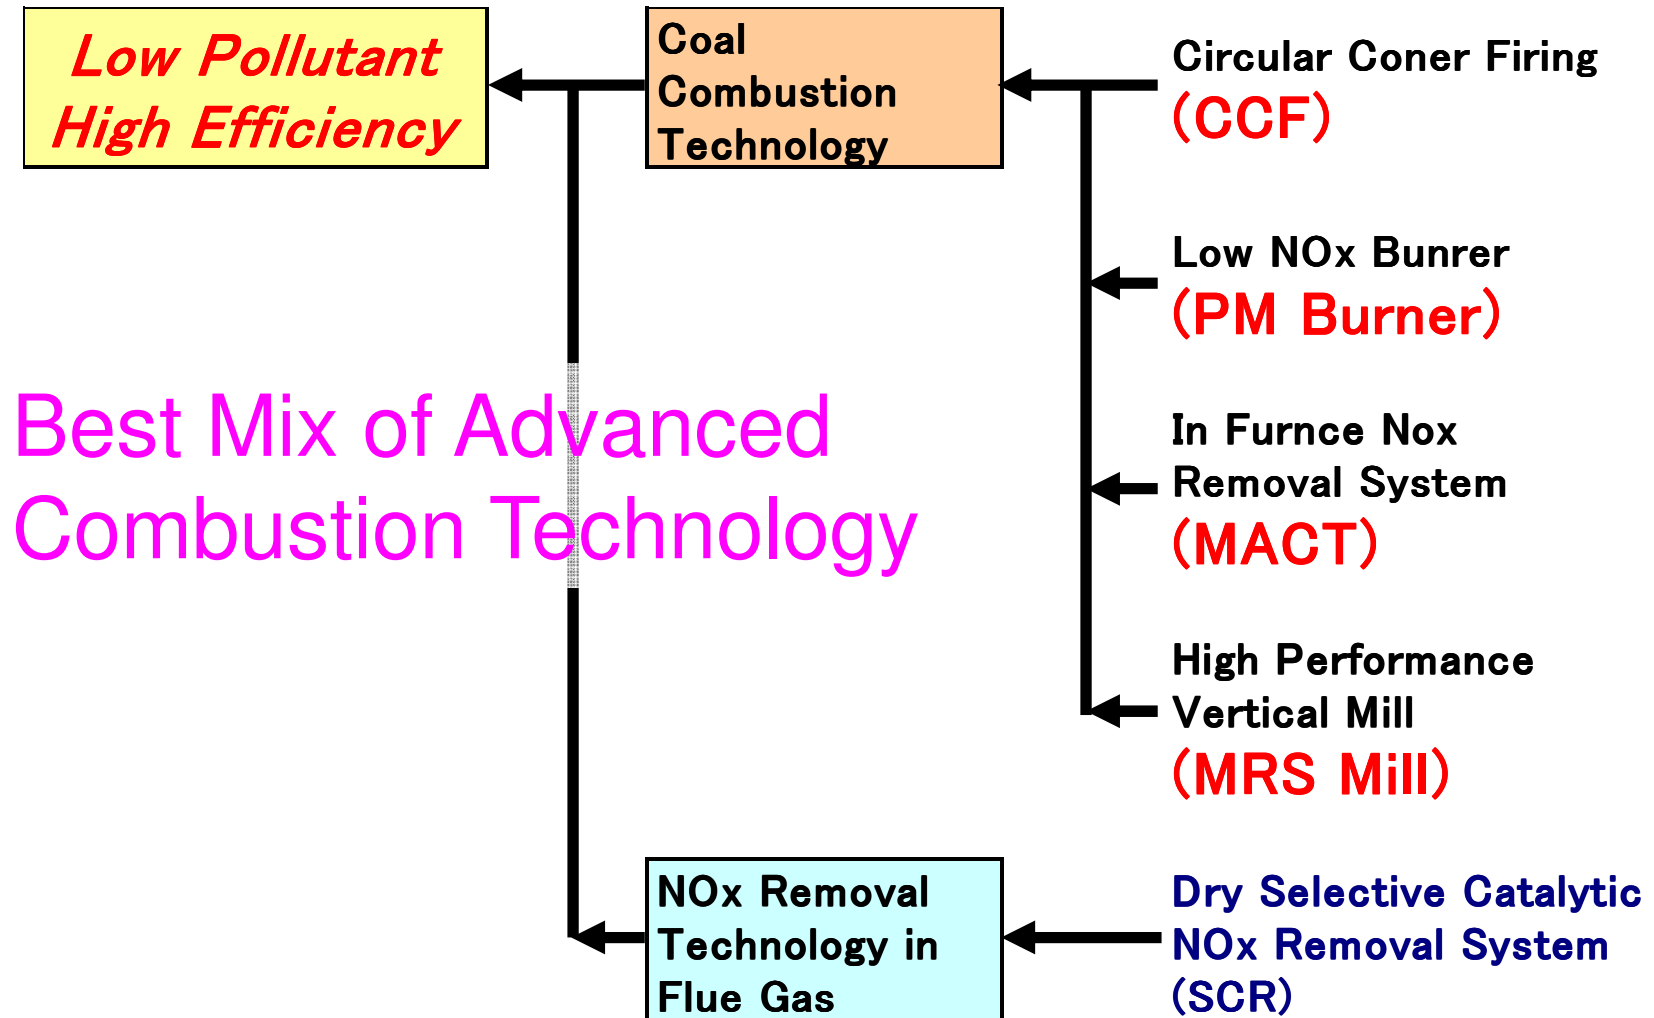 Low Pollutant
High Efficiency
Coal
Combustion
Technology
Circular Coner Firing
(CCF)
Low NOx Bunrer
(PM Burner)
Best Mix of Advanced
Combustion Technology
In Furnce Nox
Removal System
(MACT)
High Performance
Vertical Mill
(MRS Mill)
NOx Removal
Technology in
Flue Gas
Dry Selective Catalytic
NOx Removal System
(SCR)